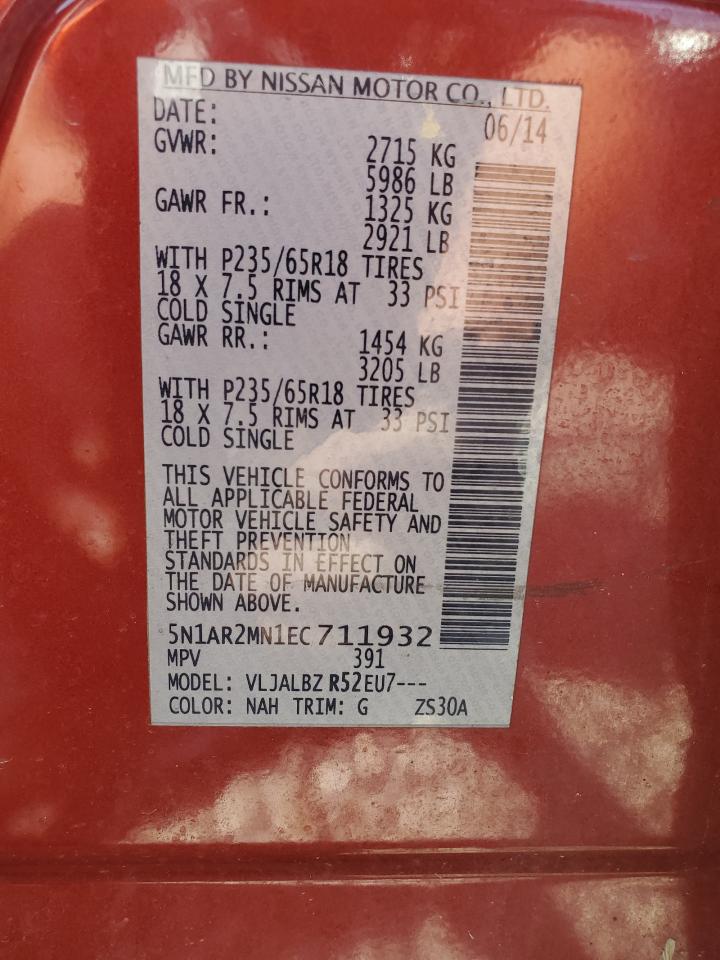 MFD BY NISSAN MOTOR CO., LTD.
DATE: 06/14
GVWR: 2715 KG
5986 LB
GAWR FR.: 1325 KG
2921 LB
WITH P235/65R18 TIRES
18 X 7.5 RIMS AT 33 PSI
COLD SINGLE
GAWR RR.: 1454 KG
3205 LB
WITH P235/65R18 TIRES
18 X 7.5 RIMS AT 33 PSI
COLD SINGLE
THIS VEHICLE CONFORMS TO
ALL APPLICABLE FEDERAL
MOTOR VEHICLE SAFETY AND
THEFT PREVENTION
STANDARDS IN EFFECT ON
THE DATE OF MANUFACTURE
SHOWN ABOVE.
5N1AR2MN1EC711932
MPV 391
MODEL: VLJALBZ R52EU7---
COLOR: NAH TRIM: G ZS30A